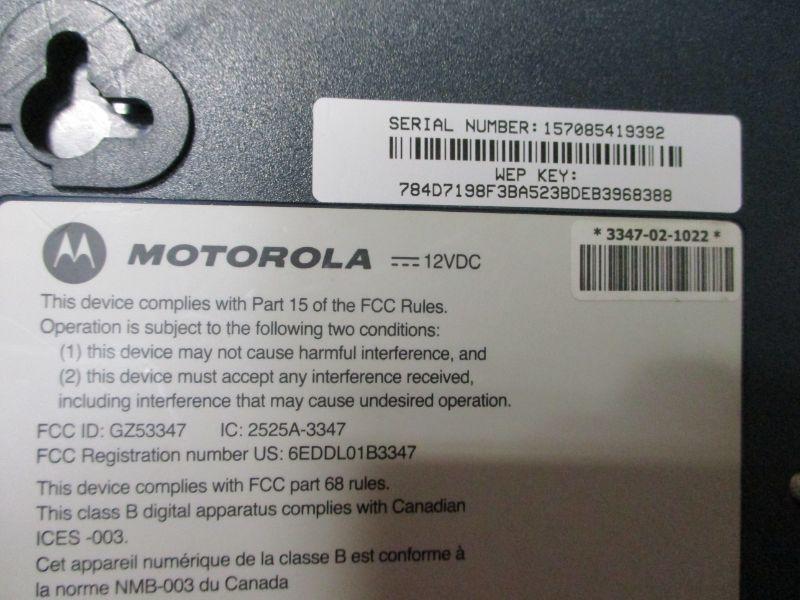 SERIAL NUMBER:157085419392
WEP KEY:
784D7198F3BA523BDEB3968388
* 3347-02-1022 *
MOTOROLA 12VDC
This device complies with Part 15 of the FCC Rules.
Operation is subject to the following two conditions:
(1) this device may not cause harmful interference, and
(2) this device must accept any interference received,
including interference that may cause undesired operation.
FCC ID: GZ53347 IC: 2525A-3347
FCC Registration number US: 6EDDL01B3347
This device complies with FCC part 68 rules.
This class B digital apparatus complies with Canadian
ICES -003.
Cet appareil numérique de la classe B est conforme à
la norme NMB-003 du Canada